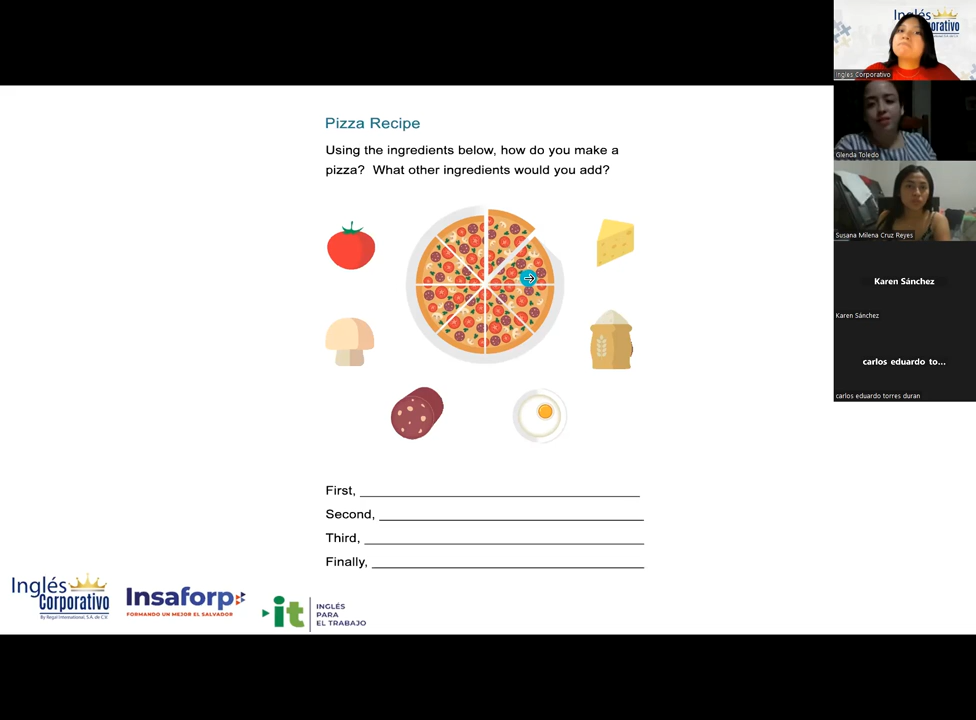 Pizza Recipe
Using the ingredients below, how do you make a
pizza? What other ingredients would you add?
First,
Second,
Third,
Finally,
Inglés
Corporativo
By Regal International, S.A. de C.V.
Insaforp
FORMANDO UN MEJOR EL SALVADOR
it
INGLÉS
PARA
EL TRABAJO
Inglés Corporativo
Glenda Toledo
Susana Milena Cruz Reyes
Karen Sánchez
Karen Sánchez
carlos eduardo to...
carlos eduardo torres duran